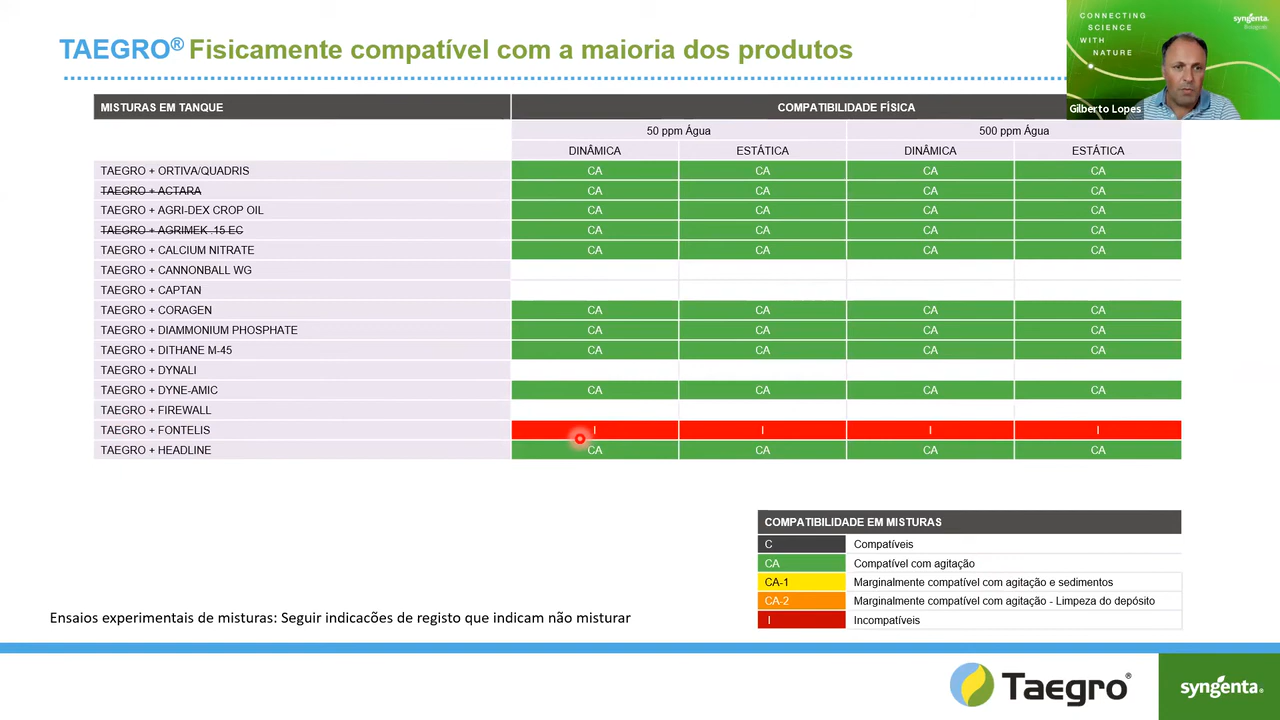 TAEGRO® Fisicamente compatível com a maioria dos produtos
CONNECTING
SCIENCE
WITH
NATURE
syngenta
Gilberto Lopes
MISTURAS EM TANQUE COMPATIBILIDADE FÍSICA
50 ppm Água 500 ppm Água
DINÂMICA ESTÁTICA DINÂMICA ESTÁTICA
TAEGRO + ORTIVA/QUADRIS CA CA CA CA
TAEGRO + ACTARA CA CA CA CA
TAEGRO + AGRI-DEX CROP OIL CA CA CA CA
TAEGRO + AGRIMEK .15 EC CA CA CA CA
TAEGRO + CALCIUM NITRATE CA CA CA CA
TAEGRO + CANNONBALL WG
TAEGRO + CAPTAN
TAEGRO + CORAGEN CA CA CA CA
TAEGRO + DIAMMONIUM PHOSPHATE CA CA CA CA
TAEGRO + DITHANE M-45 CA CA CA CA
TAEGRO + DYNALI
TAEGRO + DYNE-AMIC CA CA CA CA
TAEGRO + FIREWALL
TAEGRO + FONTELIS I I I I
TAEGRO + HEADLINE CA CA CA CA
COMPATIBILIDADE EM MISTURAS
C Compatíveis
CA Compatível com agitação
CA-1 Marginalmente compatível com agitação e sedimentos
CA-2 Marginalmente compatível com agitação - Limpeza do depósito
I Incompatíveis
Ensaios experimentais de misturas: Seguir indicacões de registo que indicam não misturar
Taegro®
syngenta®